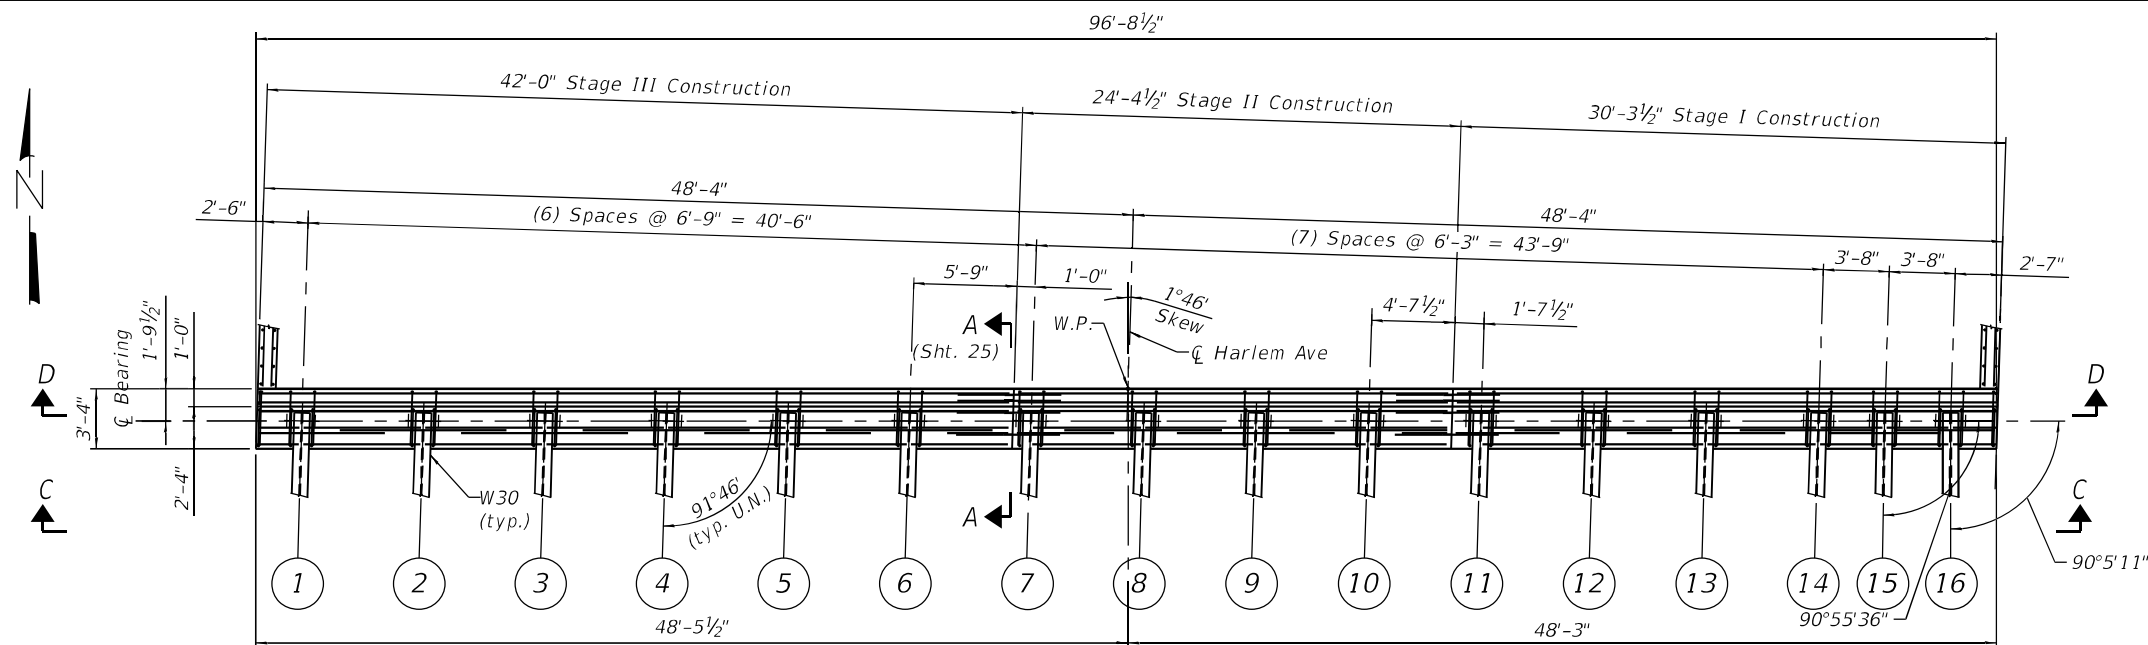 96'-8½"
42'-0" Stage III Construction
24'-4½" Stage II Construction
30'-3½" Stage I Construction
N
48'-4"
48'-4"
2'-6"
(6) Spaces @ 6'-9" = 40'-6"
(7) Spaces @ 6'-3" = 43'-9"
3'-8"
3'-8"
2'-7"
5'-9"
1'-0"
1°46'
Skew
4'-7½"
1'-7½"
A
(Sht. 25)
W.P.
℄ Harlem Ave
℄ Bearing
1'-9½"
1'-0"
3'-4"
2'-4"
D
D
C
C
W30
(typ.)
91°46'
(typ. U.N.)
A
90°5'11"
1
2
3
4
5
6
7
8
9
10
11
12
13
14
15
16
90°55'36"
48'-5½"
48'-3"